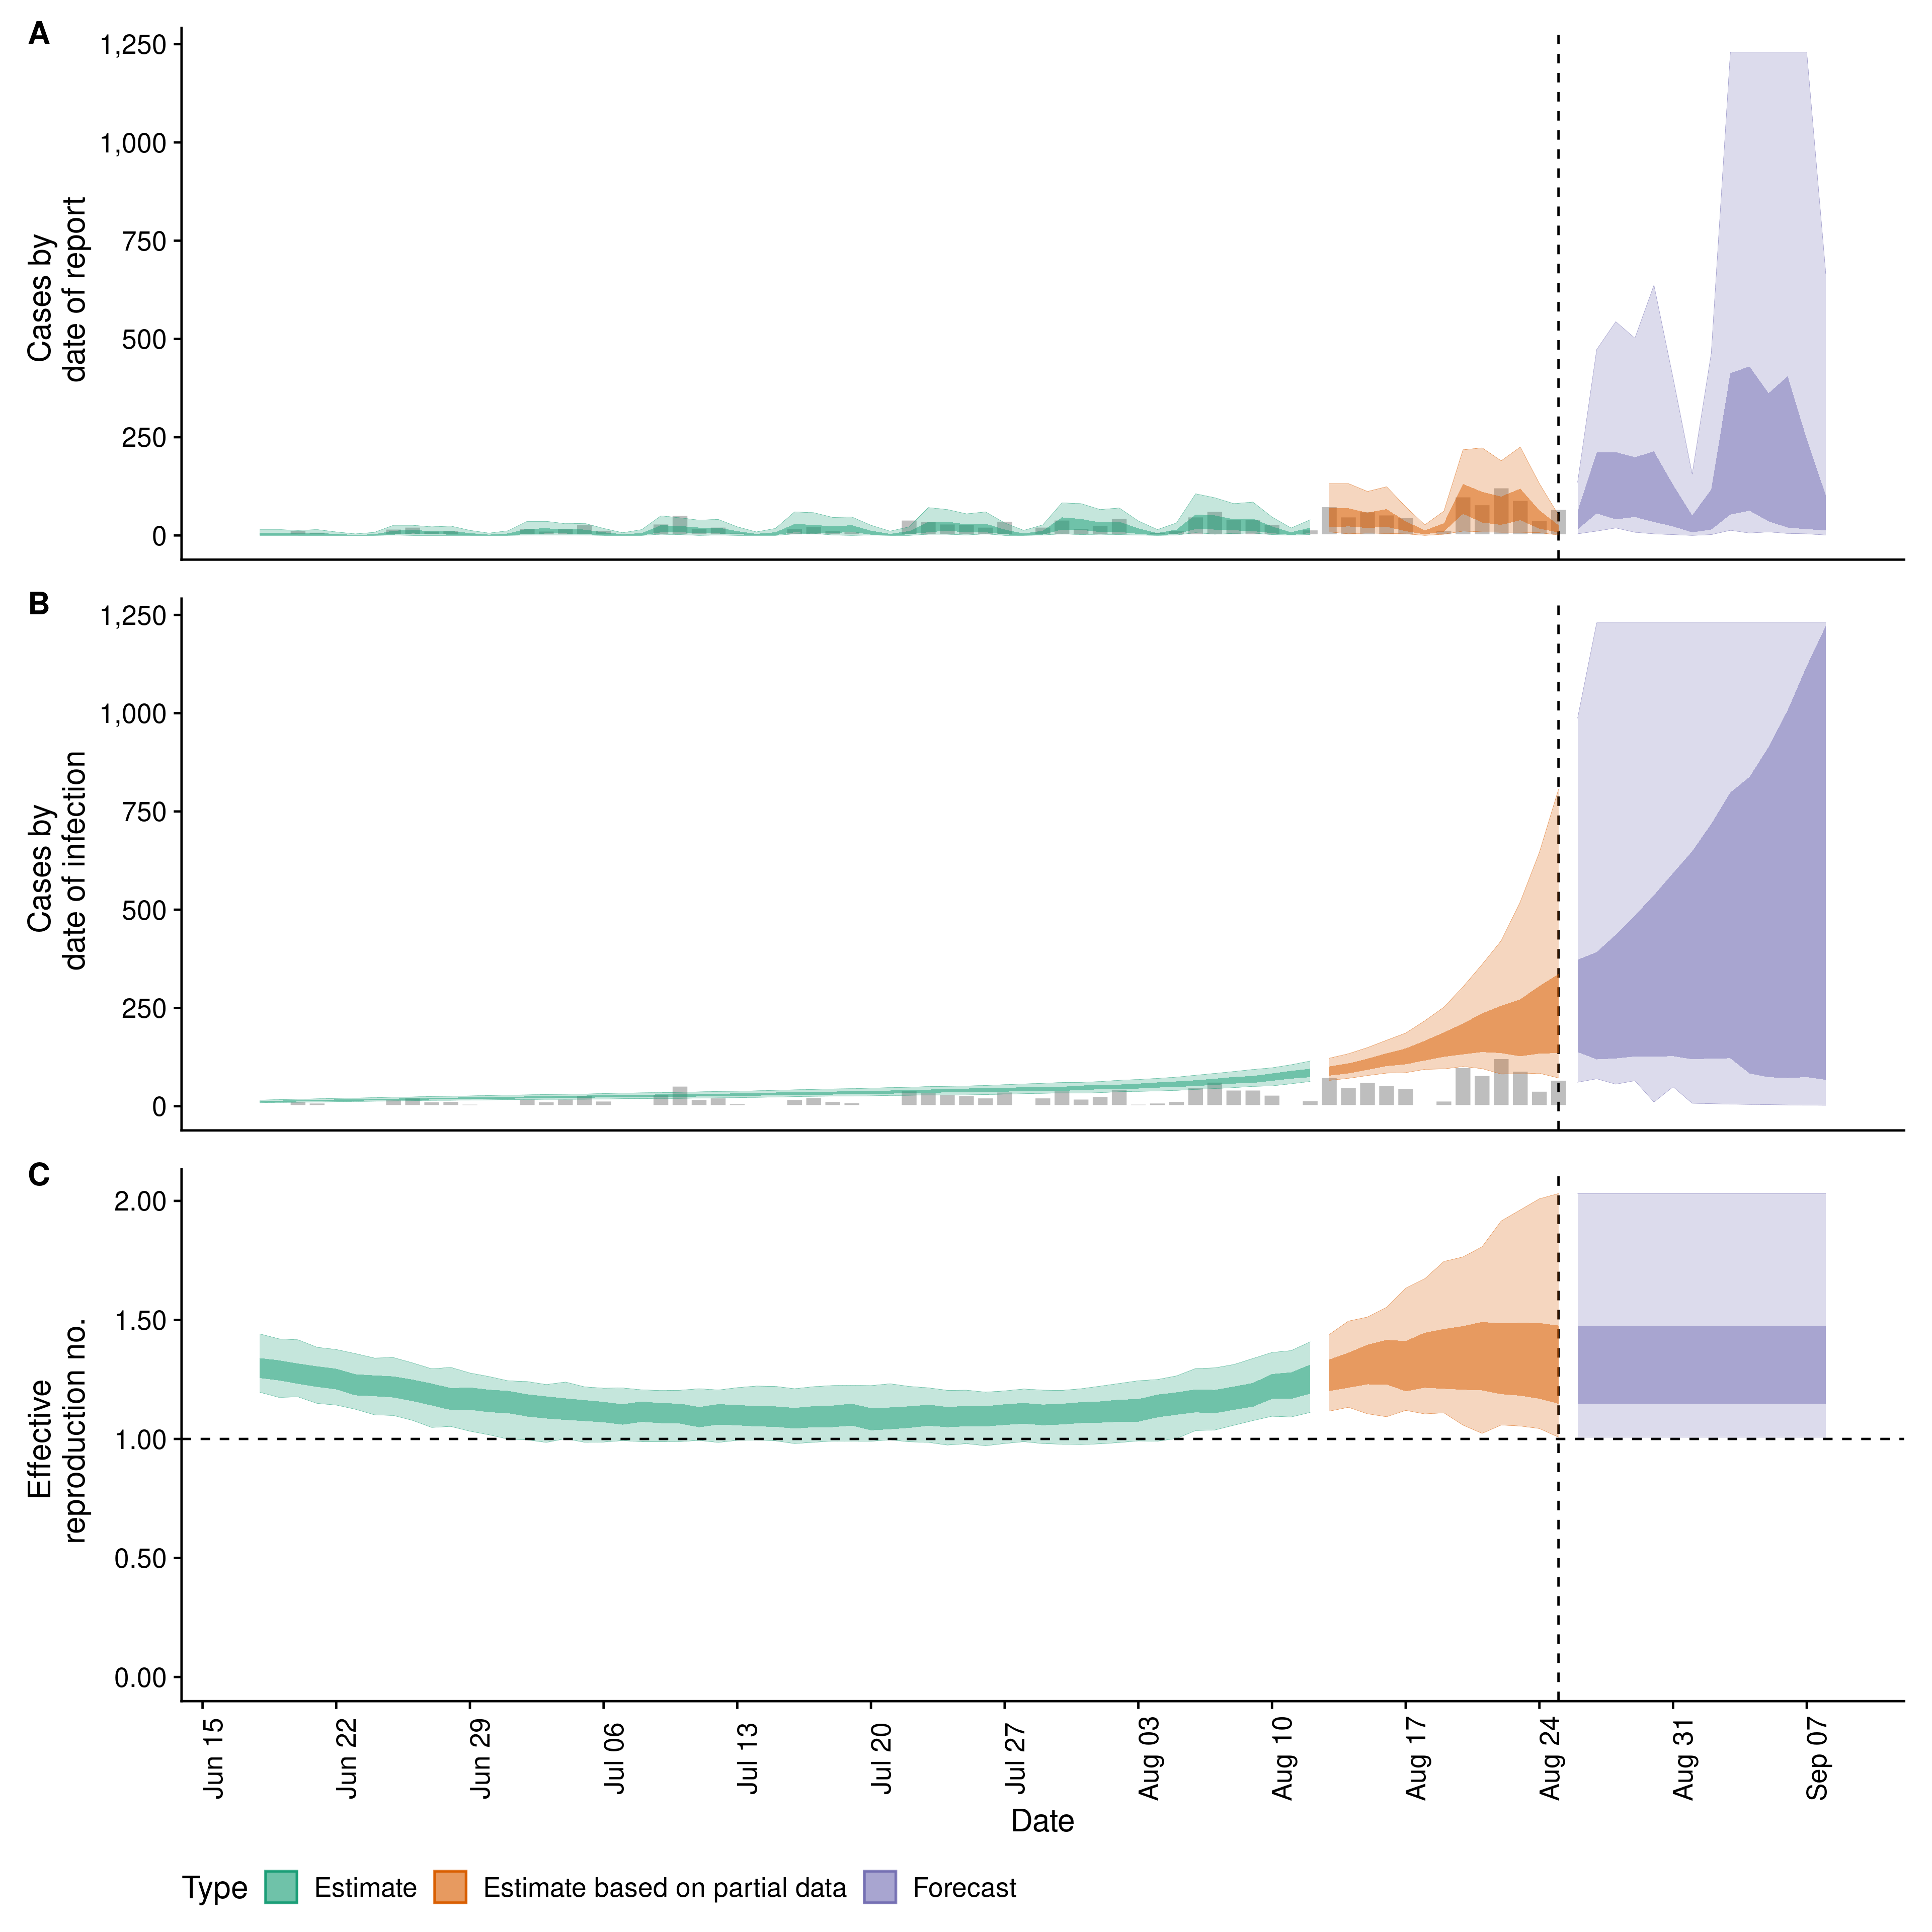 A
1,250
1,000
750
500
250
0
Cases by
date of report
B
1,250
1,000
750
500
250
0
Cases by
date of infection
C
2.00
1.50
1.00
0.50
0.00
Effective
reproduction no.
Jun 15
Jun 22
Jun 29
Jul 06
Jul 13
Jul 20
Jul 27
Aug 03
Aug 10
Aug 17
Aug 24
Aug 31
Sep 07
Date
Type Estimate Estimate based on partial data Forecast